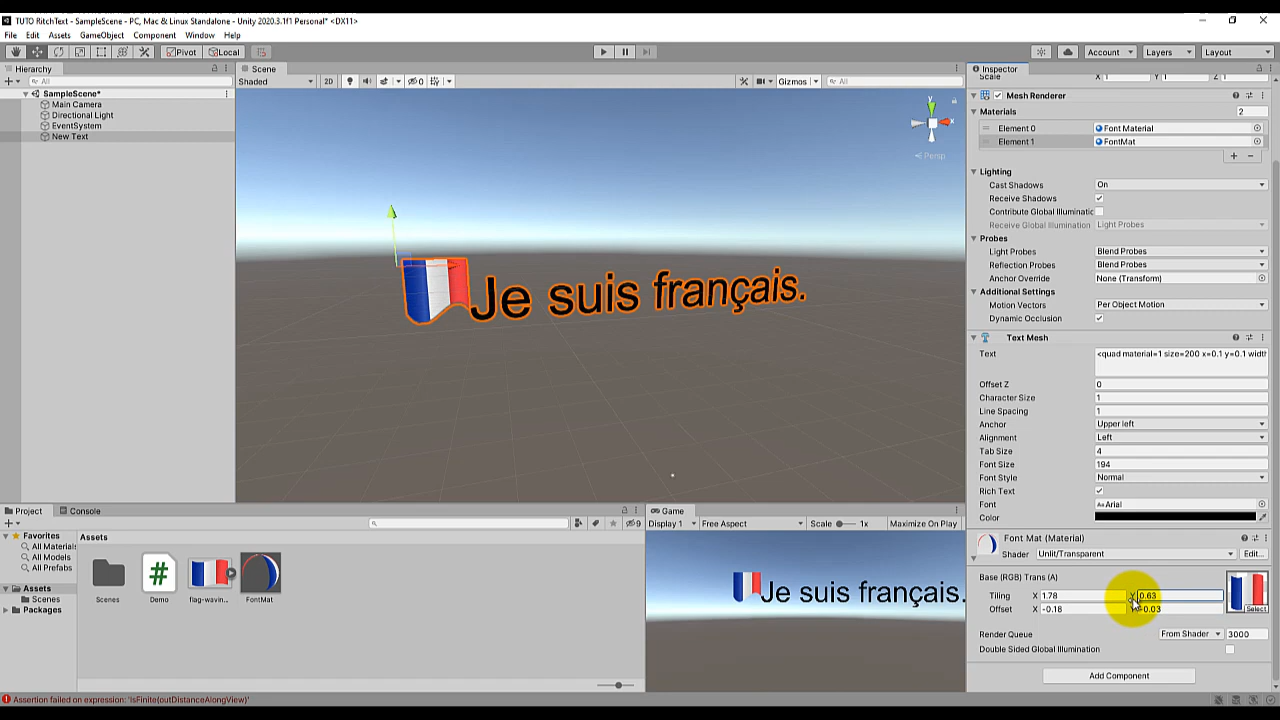 TUTO RitchText - SampleScene - PC, Mac & Linux Standalone - Unity 2020.3.1f1 Personal* <DX11>
File Edit Assets GameObject Component Window Help
Pivot Local Account Layers Layout
Hierarchy
All
SampleScene*
Main Camera
Directional Light
EventSystem
New Text
Scene
Shaded 2D 0 Gizmos All
y
x
Persp
Je suis français.
Inspector
Scale X 1 Y 1 Z 1
Mesh Renderer
Materials 2
Element 0 Font Material
Element 1 FontMat
Lighting
Cast Shadows On
Receive Shadows
Contribute Global Illuminatic
Receive Global Illumination Light Probes
Probes
Light Probes Blend Probes
Reflection Probes Blend Probes
Anchor Override None (Transform)
Additional Settings
Motion Vectors Per Object Motion
Dynamic Occlusion
Text Mesh
Text <quad material=1 size=200 x=0.1 y=0.1 width
Offset Z 0
Character Size 1
Line Spacing 1
Anchor Upper left
Alignment Left
Tab Size 4
Font Size 194
Font Style Normal
Rich Text
Font Arial
Color
Font Mat (Material)
Shader Unlit/Transparent Edit...
Base (RGB) Trans (A)
Tiling X 1.78 Y 0.63
Offset X -0.18 Y -0.03
Select
Render Queue From Shader 3000
Double Sided Global Illumination
Add Component
Project Console
9
Favorites
All Materials
All Models
All Prefabs
Assets
Scenes
Packages
Assets
Scenes Demo flag-wavin... FontMat
Game
Display 1 Free Aspect Scale 1x Maximize On Play
Je suis français.
Assertion failed on expression: 'IsFinite(outDistanceAlongView)'